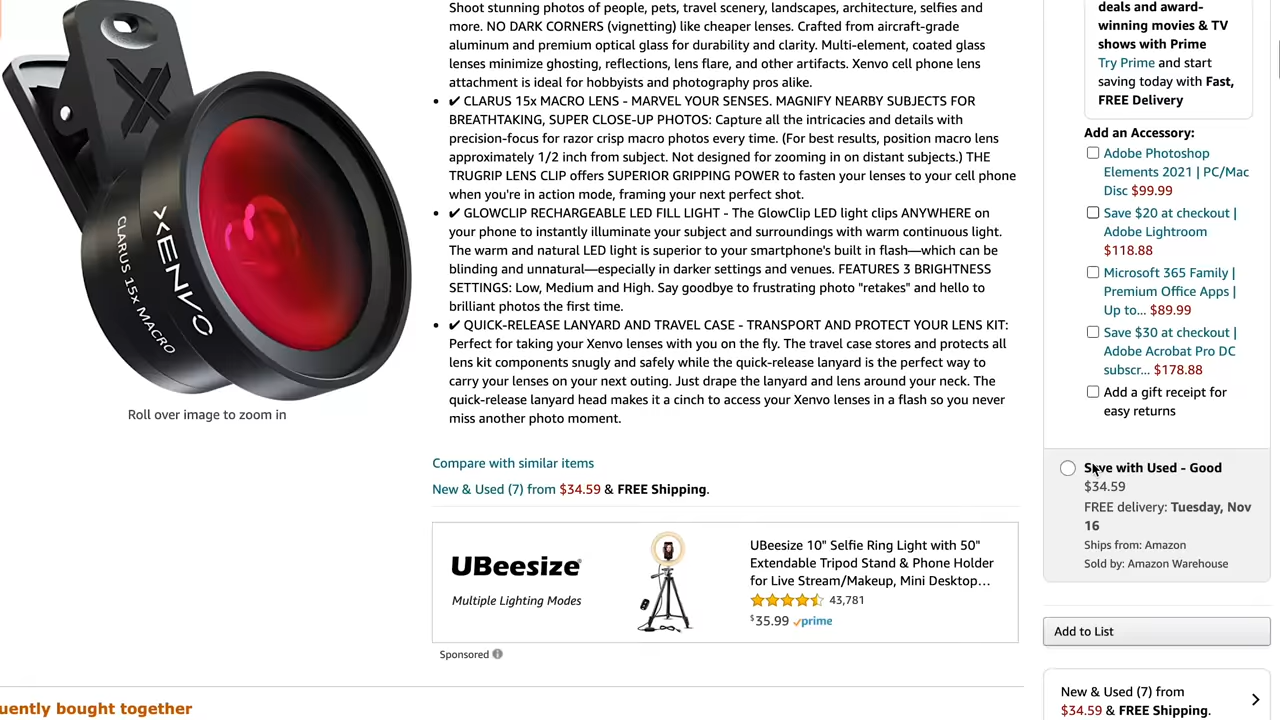 XENVO
CLARUS 15x MACRO
Roll over image to zoom in
Shoot stunning photos of people, pets, travel scenery, landscapes, architecture, selfies and
more. NO DARK CORNERS (vignetting) like cheaper lenses. Crafted from aircraft-grade
aluminum and premium optical glass for durability and clarity. Multi-element, coated glass
lenses minimize ghosting, reflections, lens flare, and other artifacts. Xenvo cell phone lens
attachment is ideal for hobbyists and photography pros alike.
• ✔ CLARUS 15x MACRO LENS - MARVEL YOUR SENSES. MAGNIFY NEARBY SUBJECTS FOR
BREATHTAKING, SUPER CLOSE-UP PHOTOS: Capture all the intricacies and details with
precision-focus for razor crisp macro photos every time. (For best results, position macro lens
approximately 1/2 inch from subject. Not designed for zooming in on distant subjects.) THE
TRUGRIP LENS CLIP offers SUPERIOR GRIPPING POWER to fasten your lenses to your cell phone
when you're in action mode, framing your next perfect shot.
• ✔ GLOWCLIP RECHARGEABLE LED FILL LIGHT - The GlowClip LED light clips ANYWHERE on
your phone to instantly illuminate your subject and surroundings with warm continuous light.
The warm and natural LED light is superior to your smartphone's built in flash—which can be
blinding and unnatural—especially in darker settings and venues. FEATURES 3 BRIGHTNESS
SETTINGS: Low, Medium and High. Say goodbye to frustrating photo "retakes" and hello to
brilliant photos the first time.
• ✔ QUICK-RELEASE LANYARD AND TRAVEL CASE - TRANSPORT AND PROTECT YOUR LENS KIT:
Perfect for taking your Xenvo lenses with you on the fly. The travel case stores and protects all
lens kit components snugly and safely while the quick-release lanyard is the perfect way to
carry your lenses on your next outing. Just drape the lanyard and lens around your neck. The
quick-release lanyard head makes it a cinch to access your Xenvo lenses in a flash so you never
miss another photo moment.
Compare with similar items
New & Used (7) from $34.59 & FREE Shipping.
UBeesize
Multiple Lighting Modes
UBeesize 10" Selfie Ring Light with 50"
Extendable Tripod Stand & Phone Holder
for Live Stream/Makeup, Mini Desktop…
43,781
$35.99 prime
Sponsored
uently bought together
deals and award-
winning movies & TV
shows with Prime
Try Prime and start
saving today with Fast,
FREE Delivery
Add an Accessory:
Adobe Photoshop
Elements 2021 | PC/Mac
Disc $99.99
Save $20 at checkout |
Adobe Lightroom
$118.88
Microsoft 365 Family |
Premium Office Apps |
Up to... $89.99
Save $30 at checkout |
Adobe Acrobat Pro DC
subscr... $178.88
Add a gift receipt for
easy returns
Save with Used - Good
$34.59
FREE delivery: Tuesday, Nov
16
Ships from: Amazon
Sold by: Amazon Warehouse
Add to List
New & Used (7) from
$34.59 & FREE Shipping.